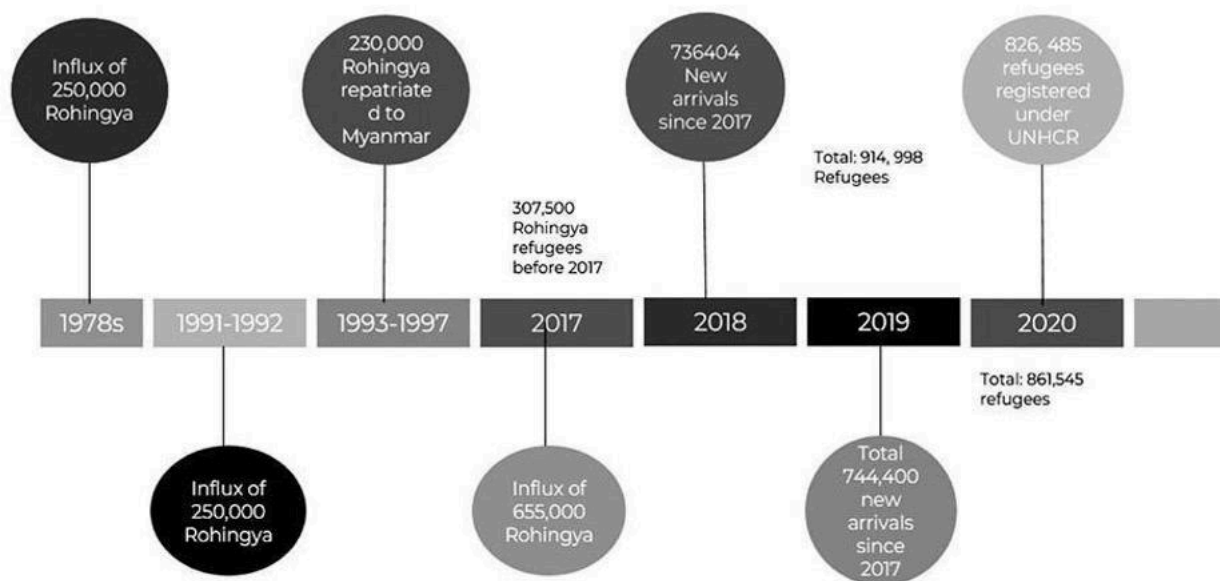 Influx of
250,000
Rohingya
230,000
Rohingya
repatriate
d to
Myanmar
736404
New
arrivals
since 2017
826, 485
refugees
registered
under
UNHCR
Total: 914, 998
Refugees
307,500
Rohingya
refugees
before 2017
1978s
1991-1992
1993-1997
2017
2018
2019
2020
Total: 861,545
refugees
Influx of
250,000
Rohingya
Influx of
655,000
Rohingya
Total
744,400
new
arrivals
since
2017